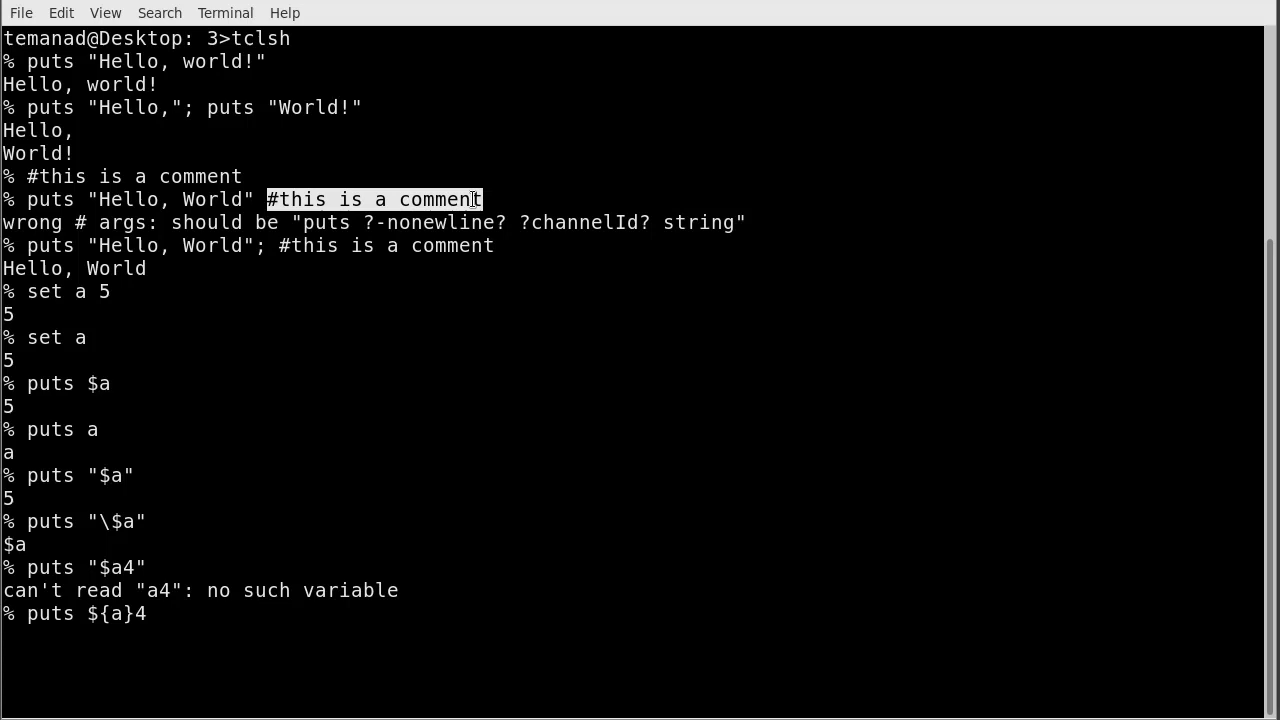 File Edit View Search Terminal Help
temanad@Desktop: 3>tclsh
% puts "Hello, world!"
Hello, world!
% puts "Hello,"; puts "World!"
Hello,
World!
% #this is a comment
% puts "Hello, World" #this is a comment
wrong # args: should be "puts ?-nonewline? ?channelId? string"
% puts "Hello, World"; #this is a comment
Hello, World
% set a 5
5
% set a
5
% puts $a
5
% puts a
a
% puts "$a"
5
% puts "\$a"
$a
% puts "$a4"
can't read "a4": no such variable
% puts ${a}4